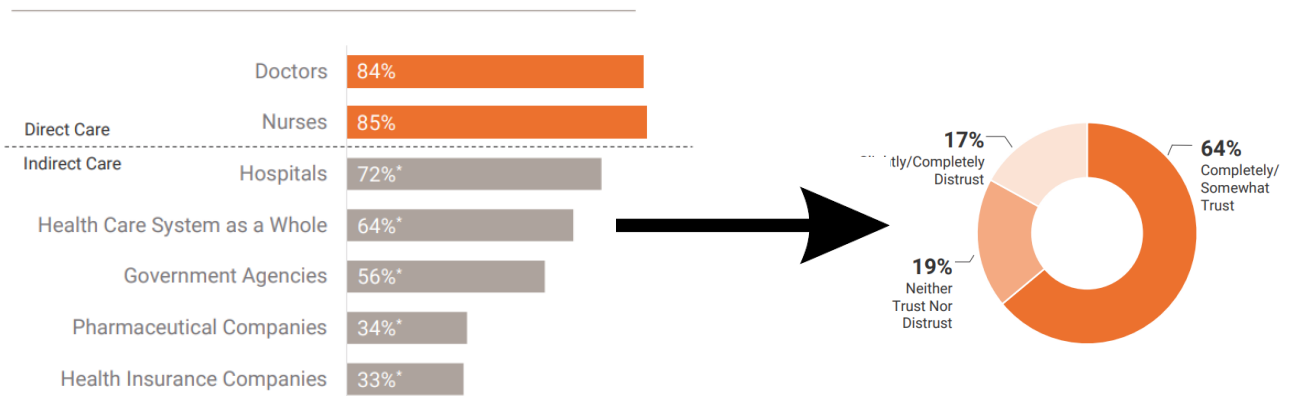 Doctors 84%
Nurses 85%
Direct Care
Indirect Care
Hospitals 72%*
Health Care System as a Whole 64%*
Government Agencies 56%*
Pharmaceutical Companies 34%*
Health Insurance Companies 33%*
17%
/Completely
Distrust
64%
Completely/
Somewhat
Trust
19%
Neither
Trust Nor
Distrust